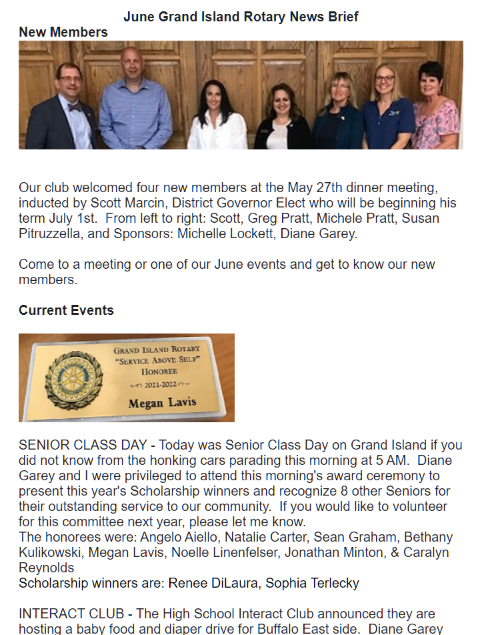 June Grand Island Rotary News Brief
New Members
Our club welcomed four new members at the May 27th dinner meeting,
inducted by Scott Marcin, District Governor Elect who will be beginning his
term July 1st.  From left to right: Scott, Greg Pratt, Michele Pratt, Susan
Pitruzzella, and Sponsors: Michelle Lockett, Diane Garey.
Come to a meeting or one of our June events and get to know our new
members.
Current Events
GRAND ISLAND ROTARY
"SERVICE ABOVE SELF"
HONOREE
2021-2022
Megan Lavis
SENIOR CLASS DAY - Today was Senior Class Day on Grand Island if you
did not know from the honking cars parading this morning at 5 AM.  Diane
Garey and I were privileged to attend this morning's award ceremony to
present this year's Scholarship winners and recognize 8 other Seniors for
their outstanding service to our community.  If you would like to volunteer
for this committee next year, please let me know.
The honorees were: Angelo Aiello, Natalie Carter, Sean Graham, Bethany
Kulikowski, Megan Lavis, Noelle Linenfelser, Jonathan Minton, & Caralyn
Reynolds
Scholarship winners are: Renee DiLaura, Sophia Terlecky
INTERACT CLUB - The High School Interact Club announced they are
hosting a baby food and diaper drive for Buffalo East side.  Diane Garey